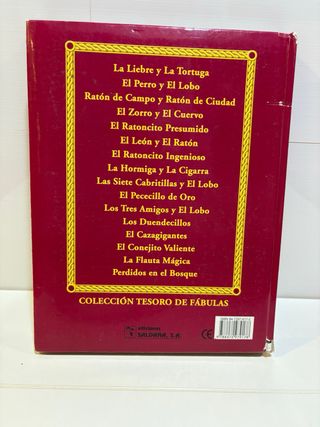 La Liebre y La Tortuga
El Perro y El Lobo
Ratón de Campo y Ratón de Ciudad
El Zorro y El Cuervo
El Ratoncito Presumido
El León y El Ratón
El Ratoncito Ingenioso
La Hormiga y La Cigarra
Las Siete Cabritillas y El Lobo
El Pececillo de Oro
Los Tres Amigos y El Lobo
Los Duendecillos
El Cazagigantes
El Conejito Valiente
La Flauta Mágica
Perdidos en el Bosque
COLECCIÓN TESORO DE FÁBULAS
ediciones
SALDAÑA, S.A.
CE